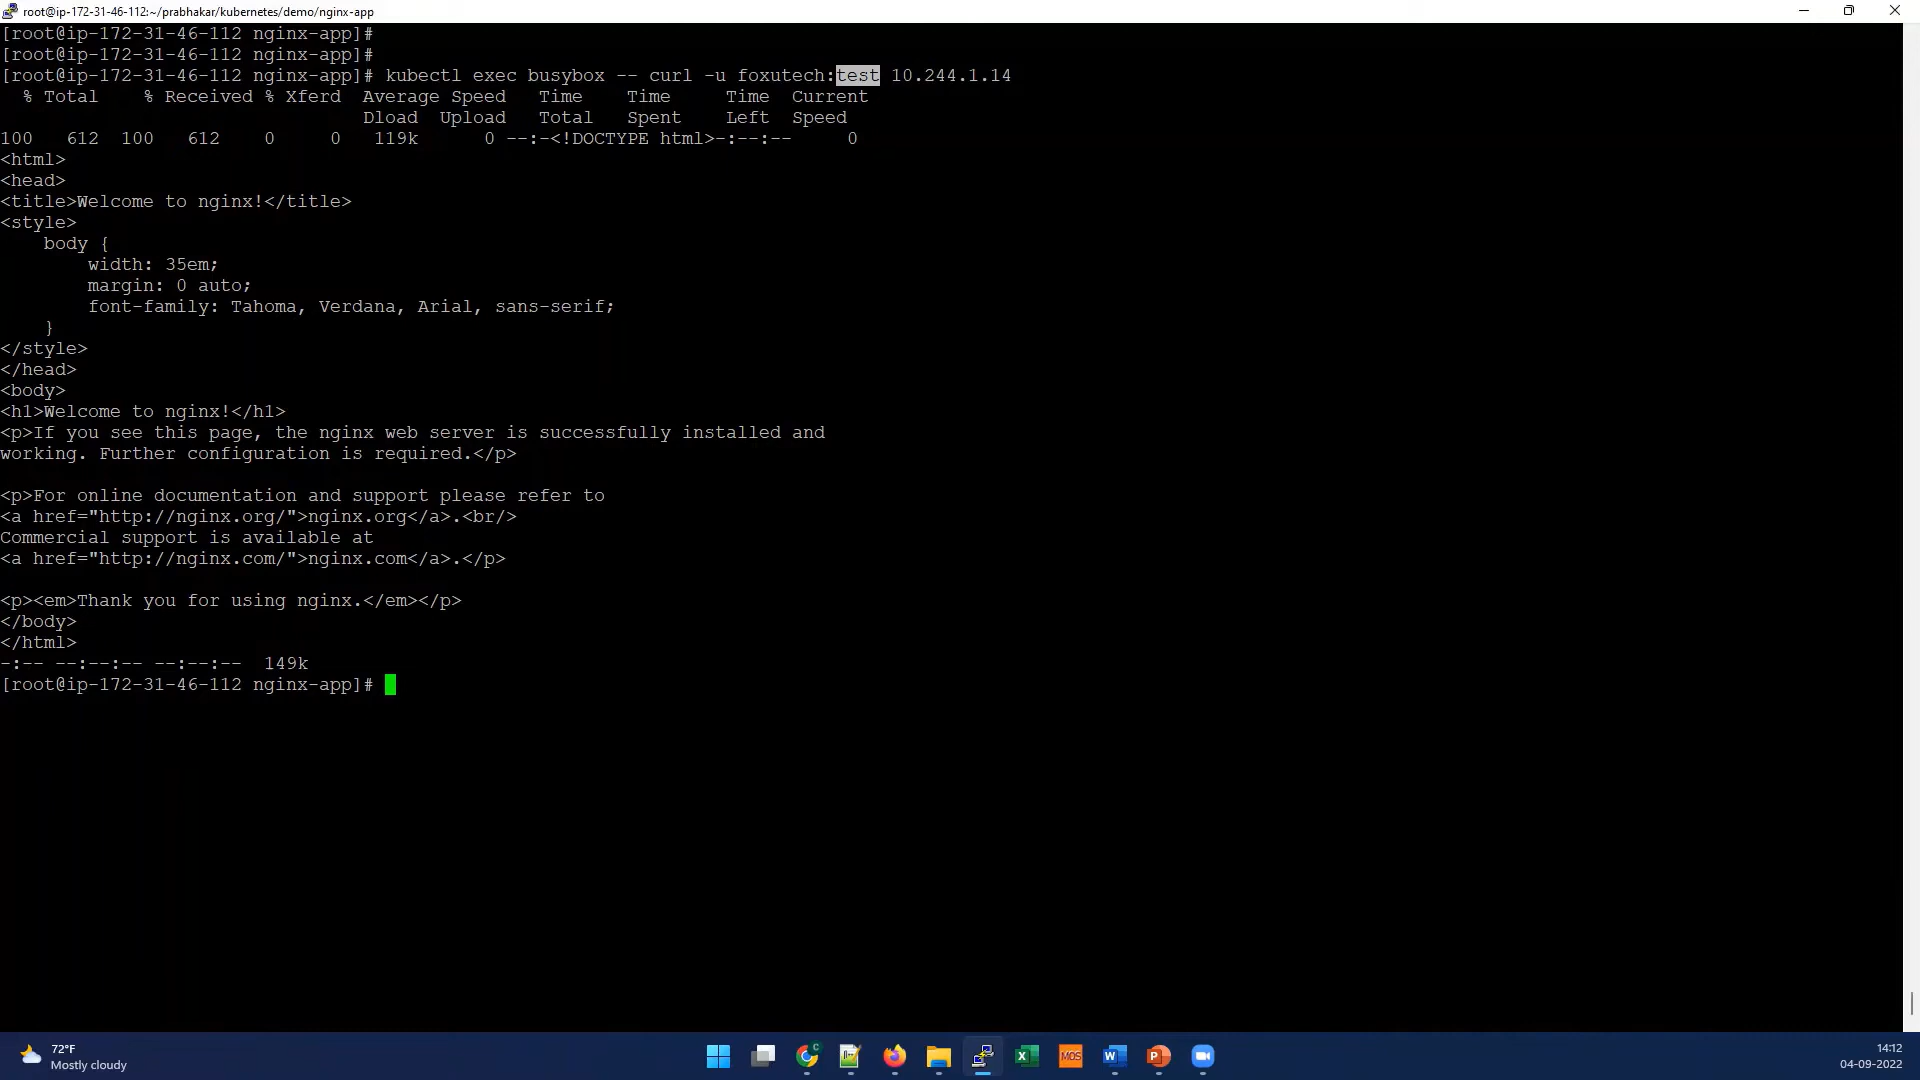 root@ip-172-31-46-112:~/prabhakar/kubernetes/demo/nginx-app
[root@ip-172-31-46-112 nginx-app]#
[root@ip-172-31-46-112 nginx-app]#
[root@ip-172-31-46-112 nginx-app]# kubectl exec busybox -- curl -u foxutech:test 10.244.1.14
  % Total    % Received % Xferd  Average Speed   Time    Time     Time  Current
                                 Dload  Upload   Total   Spent    Left  Speed
100   612  100   612    0     0   119k      0 --:-<!DOCTYPE html>-:--:--     0
<html>
<head>
<title>Welcome to nginx!</title>
<style>
    body {
        width: 35em;
        margin: 0 auto;
        font-family: Tahoma, Verdana, Arial, sans-serif;
    }
</style>
</head>
<body>
<h1>Welcome to nginx!</h1>
<p>If you see this page, the nginx web server is successfully installed and
working. Further configuration is required.</p>
<p>For online documentation and support please refer to
<a href="http://nginx.org/">nginx.org</a>.<br/>
Commercial support is available at
<a href="http://nginx.com/">nginx.com</a>.</p>
<p><em>Thank you for using nginx.</em></p>
</body>
</html>
-:-- --:--:-- --:--:--  149k
[root@ip-172-31-46-112 nginx-app]#
72°F
Mostly cloudy
C
X
MOS
W
P
14:12
04-09-2022